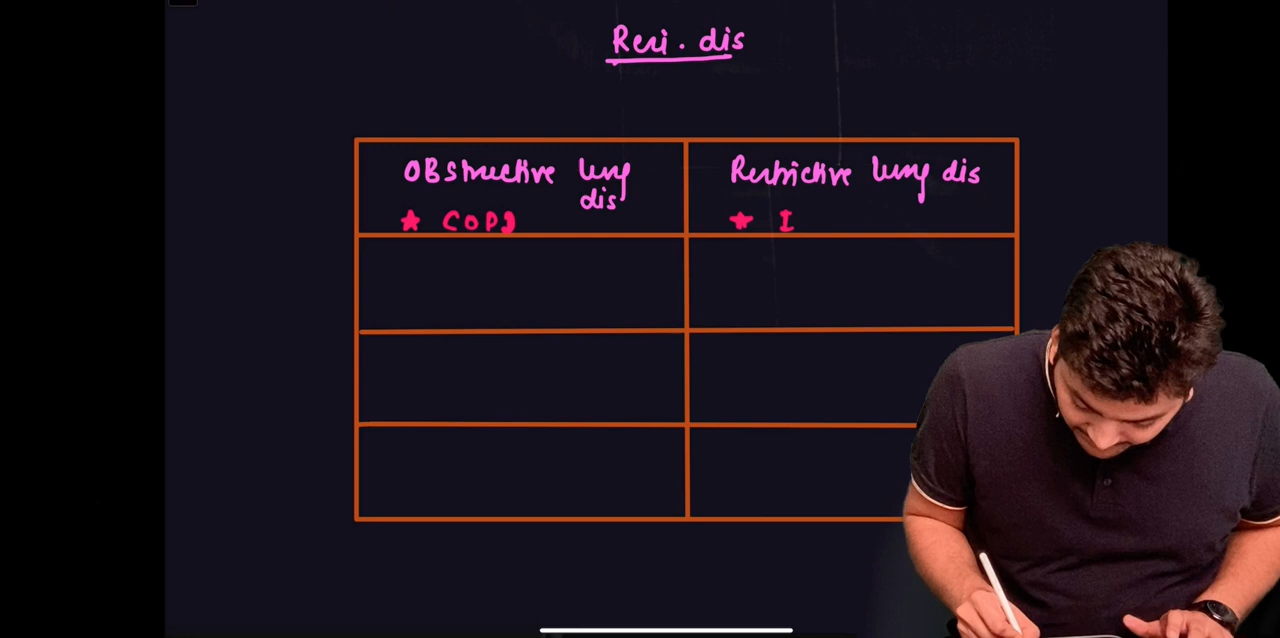 Resi. dis
OBstructive lung
dis
★ COPD
Restrictive lung dis
★ I